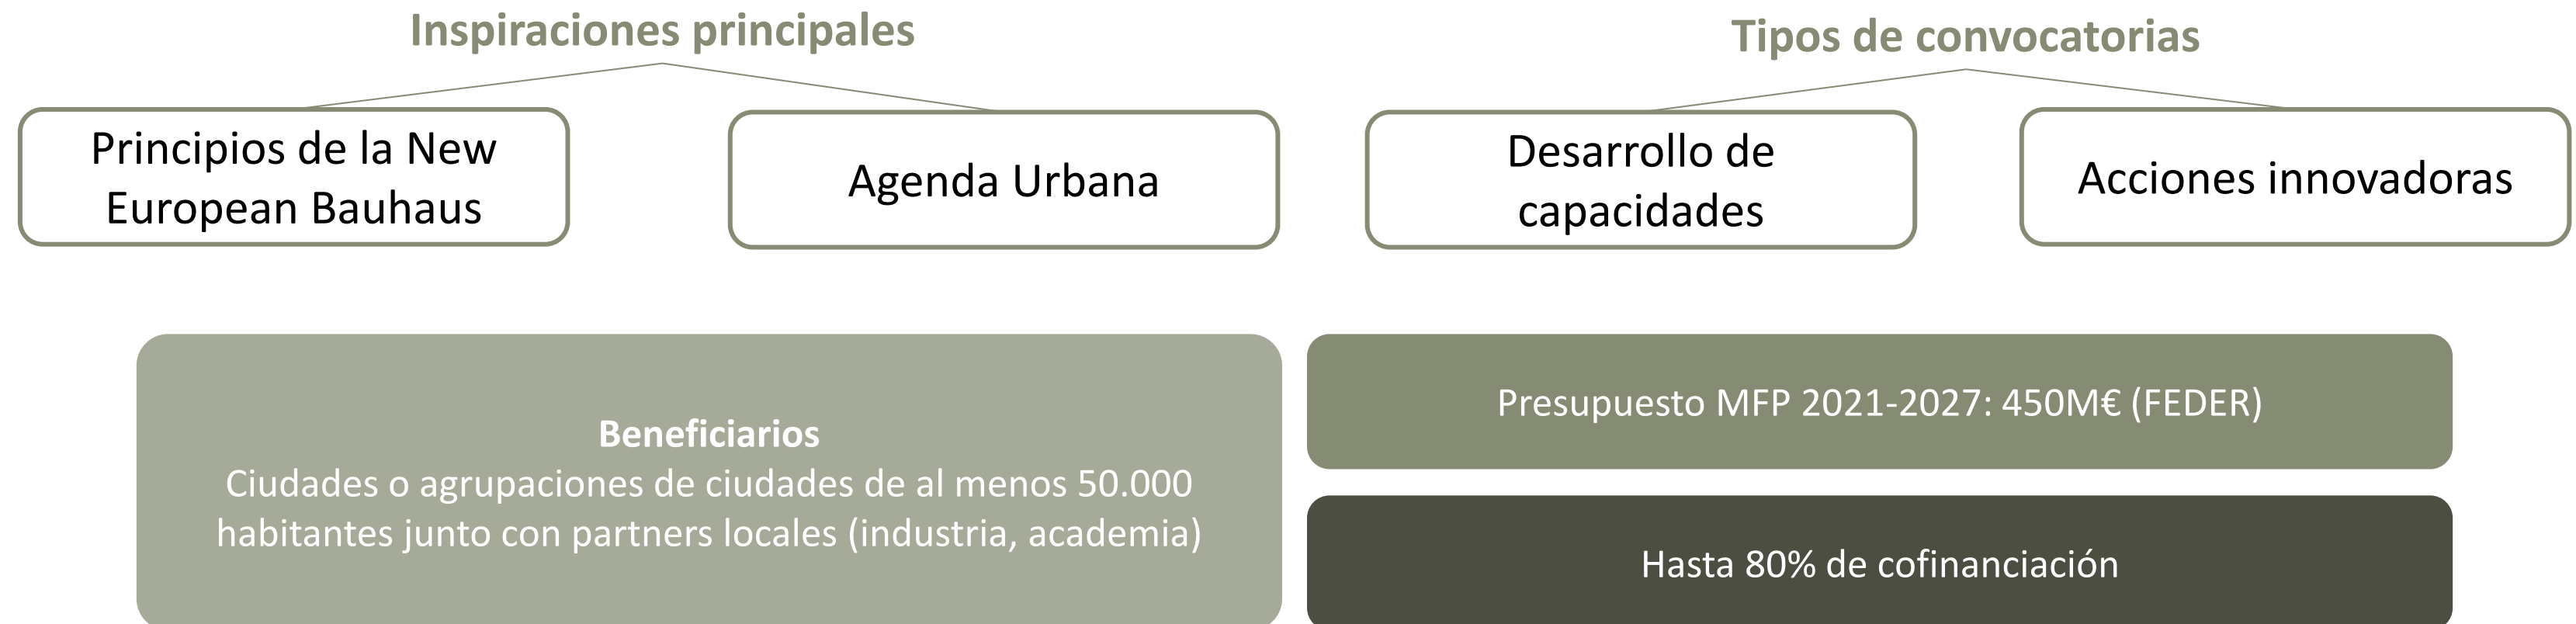 Inspiraciones principales
Principios de la New
European Bauhaus
Agenda Urbana
Tipos de convocatorias
Desarrollo de
capacidades
Acciones innovadoras
Beneficiarios
Ciudades o agrupaciones de ciudades de al menos 50.000
habitantes junto con partners locales (industria, academia)
Presupuesto MFP 2021-2027: 450M€ (FEDER)
Hasta 80% de cofinanciación